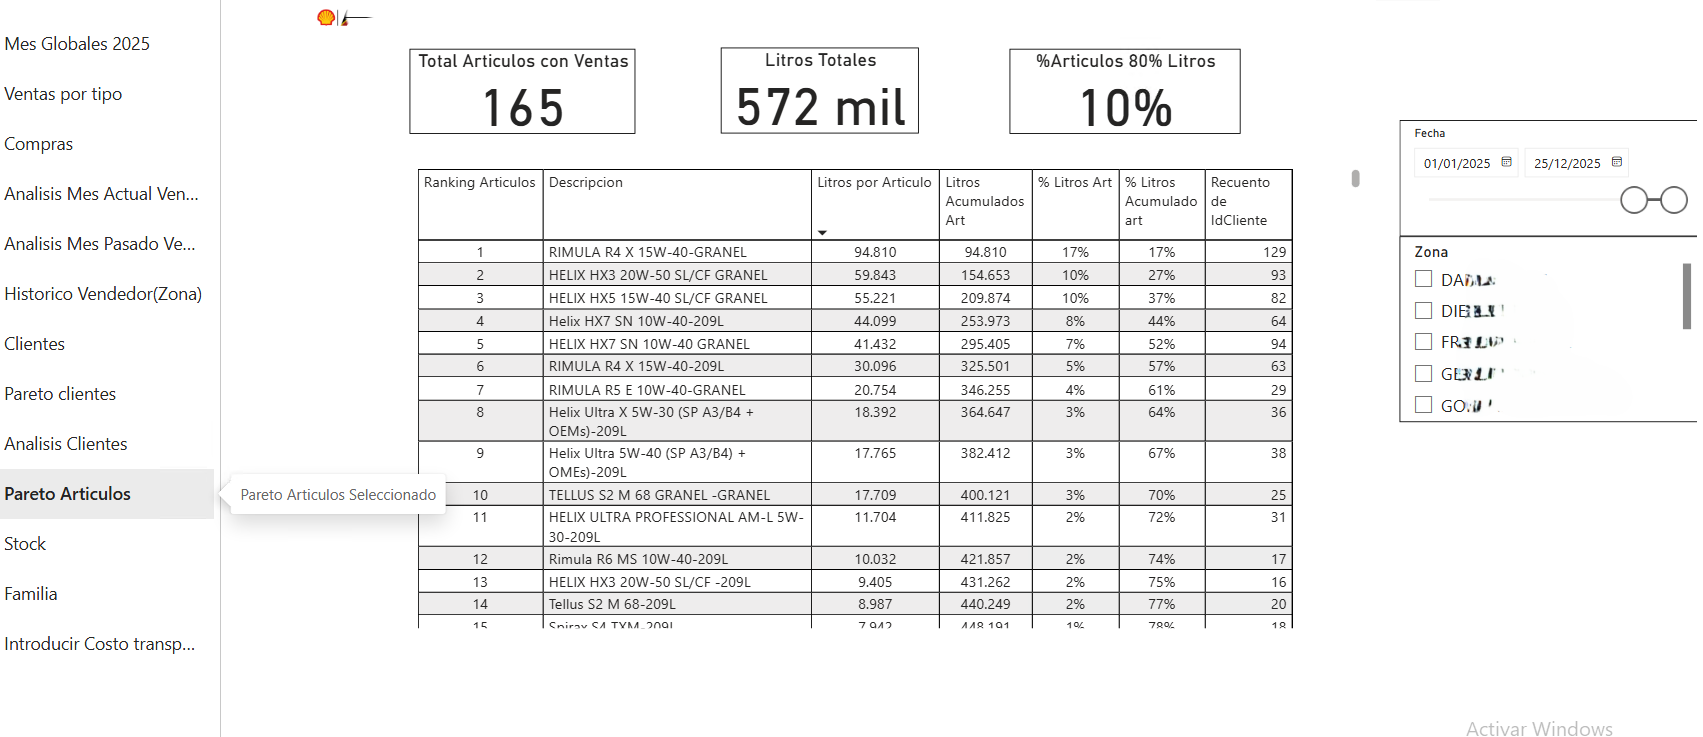 Mes Globales 2025
Ventas por tipo
Compras
Analisis Mes Actual Ven...
Analisis Mes Pasado Ve...
Historico Vendedor(Zona)
Clientes
Pareto clientes
Analisis Clientes
Pareto Articulos
Pareto Articulos Seleccionado
Stock
Familia
Introducir Costo transp...
Total Articulos con Ventas
165
Litros Totales
572 mil
%Articulos 80% Litros
10%
Ranking Articulos Descripcion Litros por Articulo Litros Acumulados Art % Litros Art % Litros Acumulado art Recuento de IdCliente
1 RIMULA R4 X 15W-40-GRANEL 94.810 94.810 17% 17% 129
2 HELIX HX3 20W-50 SL/CF GRANEL 59.843 154.653 10% 27% 93
3 HELIX HX5 15W-40 SL/CF GRANEL 55.221 209.874 10% 37% 82
4 Helix HX7 SN 10W-40-209L 44.099 253.973 8% 44% 64
5 HELIX HX7 SN 10W-40 GRANEL 41.432 295.405 7% 52% 94
6 RIMULA R4 X 15W-40-209L 30.096 325.501 5% 57% 63
7 RIMULA R5 E 10W-40-GRANEL 20.754 346.255 4% 61% 29
8 Helix Ultra X 5W-30 (SP A3/B4 + OEMs)-209L 18.392 364.647 3% 64% 36
9 Helix Ultra 5W-40 (SP A3/B4) + OMEs)-209L 17.765 382.412 3% 67% 38
10 TELLUS S2 M 68 GRANEL -GRANEL 17.709 400.121 3% 70% 25
11 HELIX ULTRA PROFESSIONAL AM-L 5W-30-209L 11.704 411.825 2% 72% 31
12 Rimula R6 MS 10W-40-209L 10.032 421.857 2% 74% 17
13 HELIX HX3 20W-50 SL/CF -209L 9.405 431.262 2% 75% 16
14 Tellus S2 M 68-209L 8.987 440.249 2% 77% 20
15 Spirax S4 TXM-209L 7.942 448.191 1% 78% 18
Fecha
01/01/2025 25/12/2025
Zona
Activar Windows